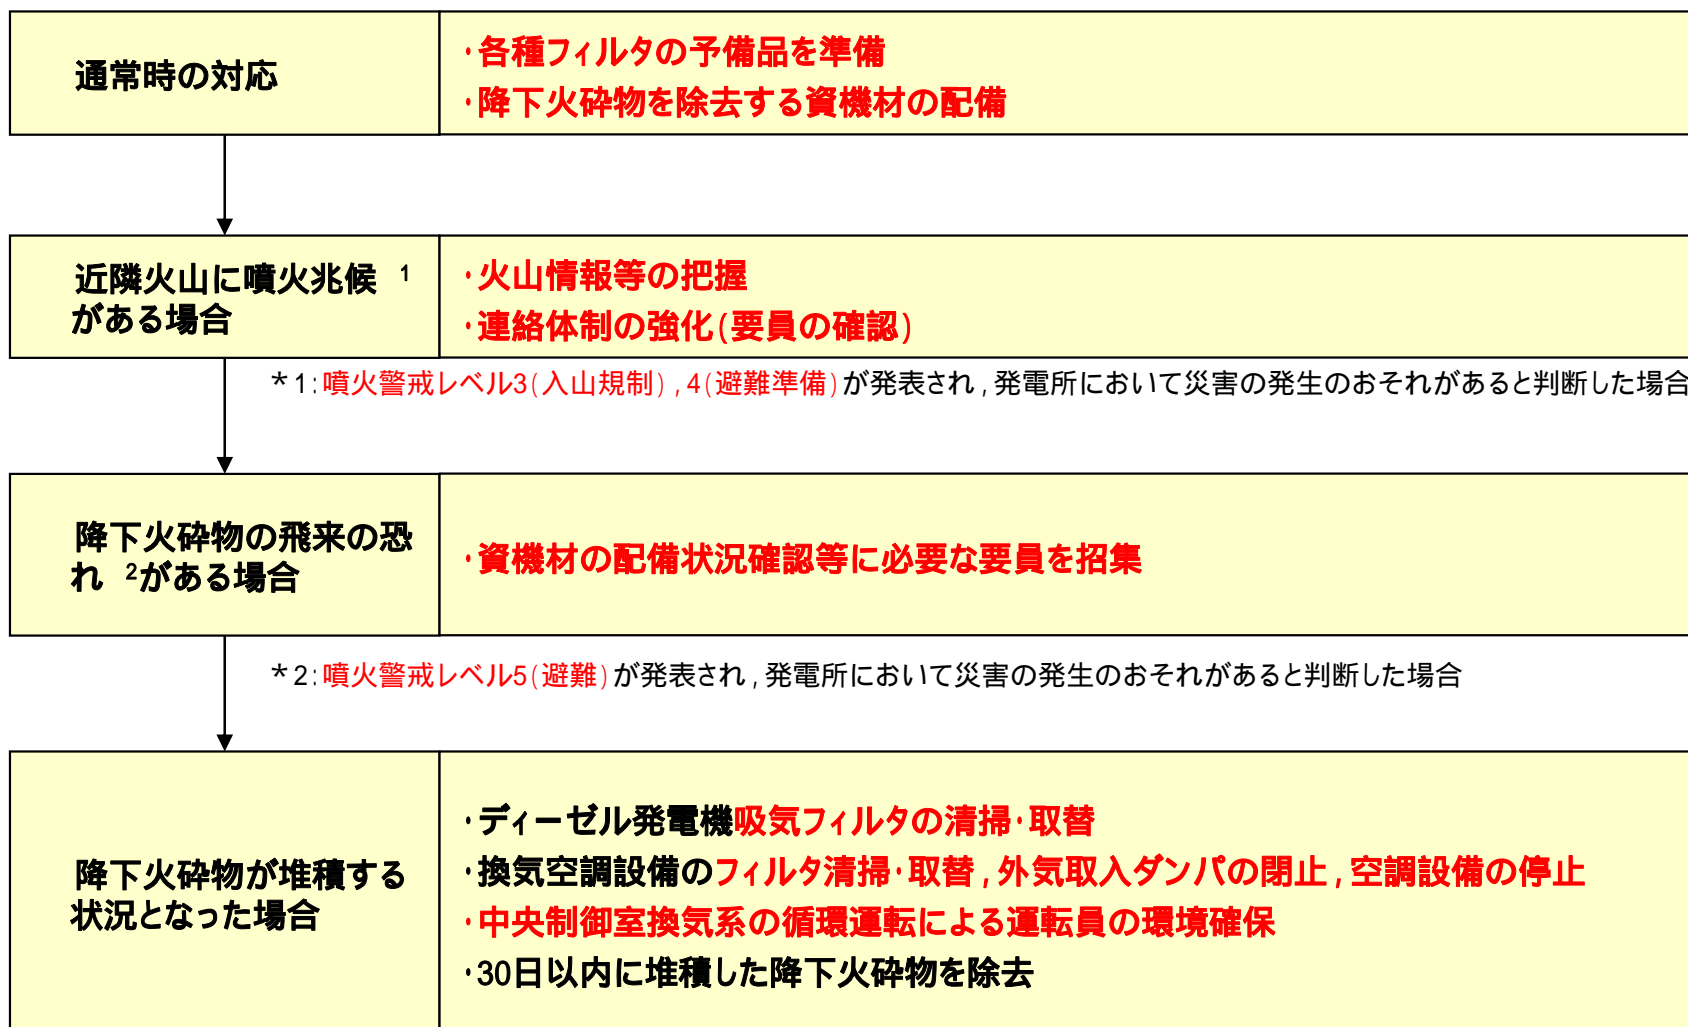 通常時の対応
・各種フィルタの予備品を準備
・降下火砕物を除去する資機材の配備
近隣火山に噴火兆候 1
がある場合
・火山情報等の把握
・連絡体制の強化(要員の確認)
*1:噴火警戒レベル3(入山規制),4(避難準備)が発表され,発電所において災害の発生のおそれがあると判断した場合
降下火砕物の飛来の恐
れ 2がある場合
・資機材の配備状況確認等に必要な要員を招集
*2:噴火警戒レベル5(避難)が発表され,発電所において災害の発生のおそれがあると判断した場合
降下火砕物が堆積する
状況となった場合
・ディーゼル発電機吸気フィルタの清掃・取替
・換気空調設備のフィルタ清掃・取替,外気取入ダンパの閉止,空調設備の停止
・中央制御室換気系の循環運転による運転員の環境確保
・30日以内に堆積した降下火砕物を除去